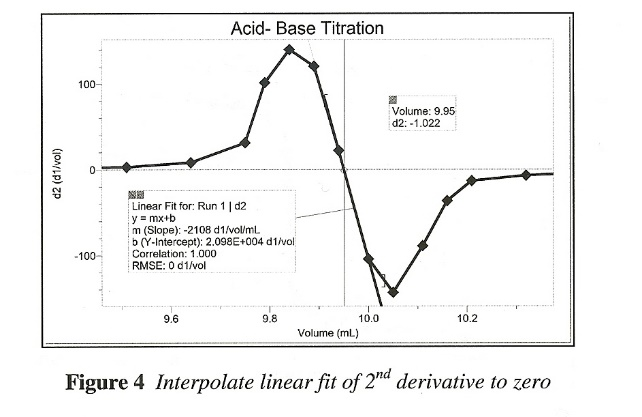 Acid- Base Titration
100
0
-100
d2 (d1/vol)
Volume: 9.95
d2: -1.022
Linear Fit for: Run 1 | d2
y = mx+b
m (Slope): -2108 d1/vol/mL
b (Y-Intercept): 2.098E+004 d1/vol
Correlation: 1.000
RMSE: 0 d1/vol
9.6 9.8 10.0 10.2
Volume (mL)
Figure 4 Interpolate linear fit of 2nd derivative to zero